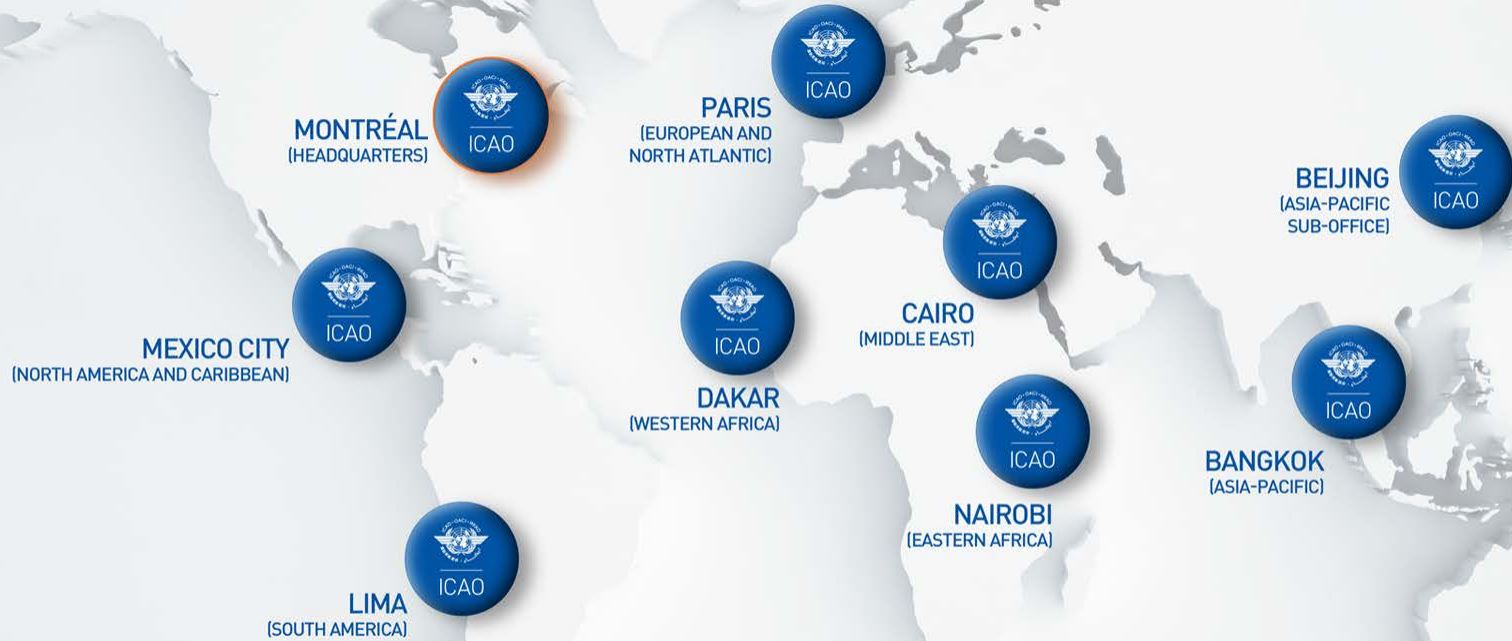 MONTRÉAL
(HEADQUARTERS)
ICAO
PARIS
(EUROPEAN AND
NORTH ATLANTIC)
ICAO
BEIJING
(ASIA-PACIFIC
SUB-OFFICE)
ICAO
MEXICO CITY
(NORTH AMERICA AND CARIBBEAN)
ICAO
DAKAR
(WESTERN AFRICA)
ICAO
CAIRO
(MIDDLE EAST)
ICAO
NAIROBI
(EASTERN AFRICA)
ICAO
BANGKOK
(ASIA-PACIFIC)
ICAO
LIMA
(SOUTH AMERICA)
ICAO